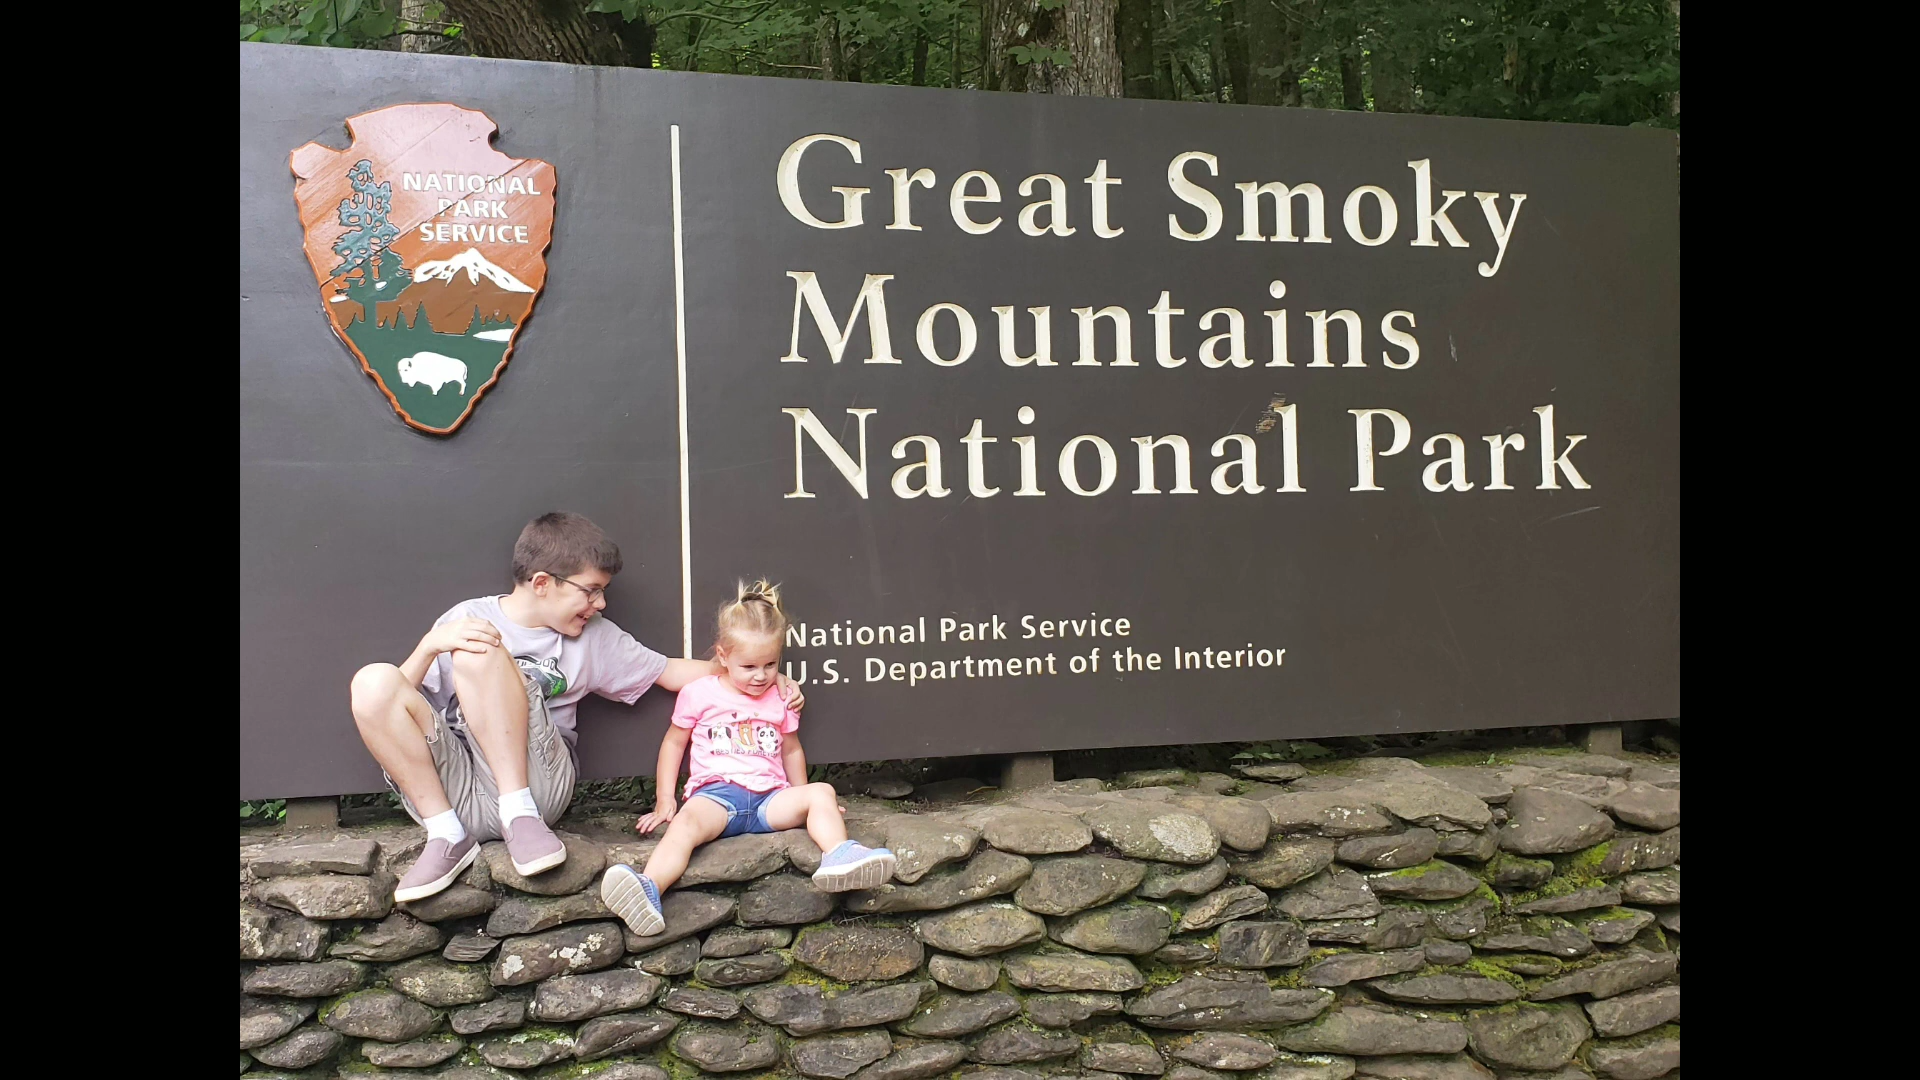 NATIONAL
PARK
SERVICE
Great Smoky
Mountains
National Park
National Park Service
U.S. Department of the Interior